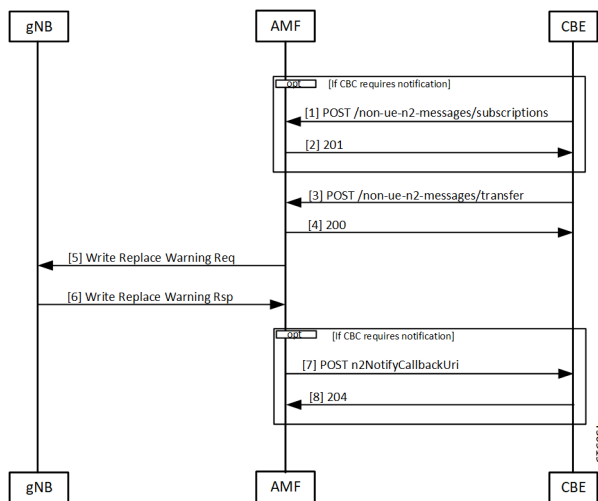 gNB
AMF
CBE
opt
[If CBC requires notification]
[1] POST /non-ue-n2-messages/subscriptions
[2] 201
[3] POST /non-ue-n2-messages/transfer
[4] 200
[5] Write Replace Warning Req
[6] Write Replace Warning Rsp
opt
[If CBC requires notification]
[7] POST n2NotifyCallbackUri
[8] 204
gNB
AMF
CBE